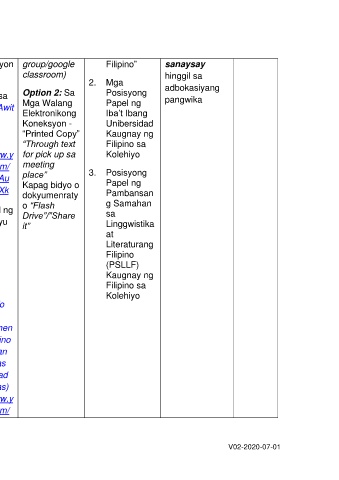 yon
sa
Awit
w.y
m/
Au
Xk
l ng
yu
o
nen
ino
an
as
ad
as)
w.y
m/
group/google
classroom)
Option 2: Sa
Mga Walang
Elektronikong
Koneksyon -
“Printed Copy”
“Through text
for pick up sa
meeting
place”
Kapag bidyo o
dokyumenraty
o “Flash
Drive”/”Share
it”
Filipino”
2. Mga
Posisyong
Papel ng
Iba’t Ibang
Unibersidad
Kaugnay ng
Filipino sa
Kolehiyo
3. Posisyong
Papel ng
Pambansan
g Samahan
sa
Linggwistika
at
Literaturang
Filipino
(PSLLF)
Kaugnay ng
Filipino sa
Kolehiyo
sanaysay
hinggil sa
adbokasiyang
pangwika
V02-2020-07-01